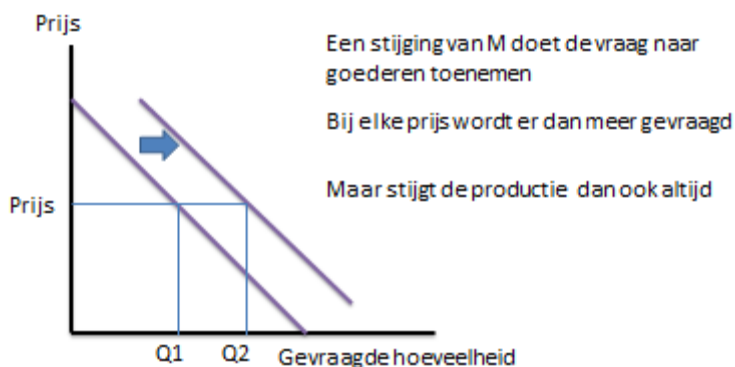 Prijs
Een stijging van M doet de vraag naar
goederen toenemen
Bij elke prijs wordt er dan meer gevraagd
Maar stijgt de productie dan ook altijd
Prijs
Q1
Q2
Gevraagde hoeveelheid